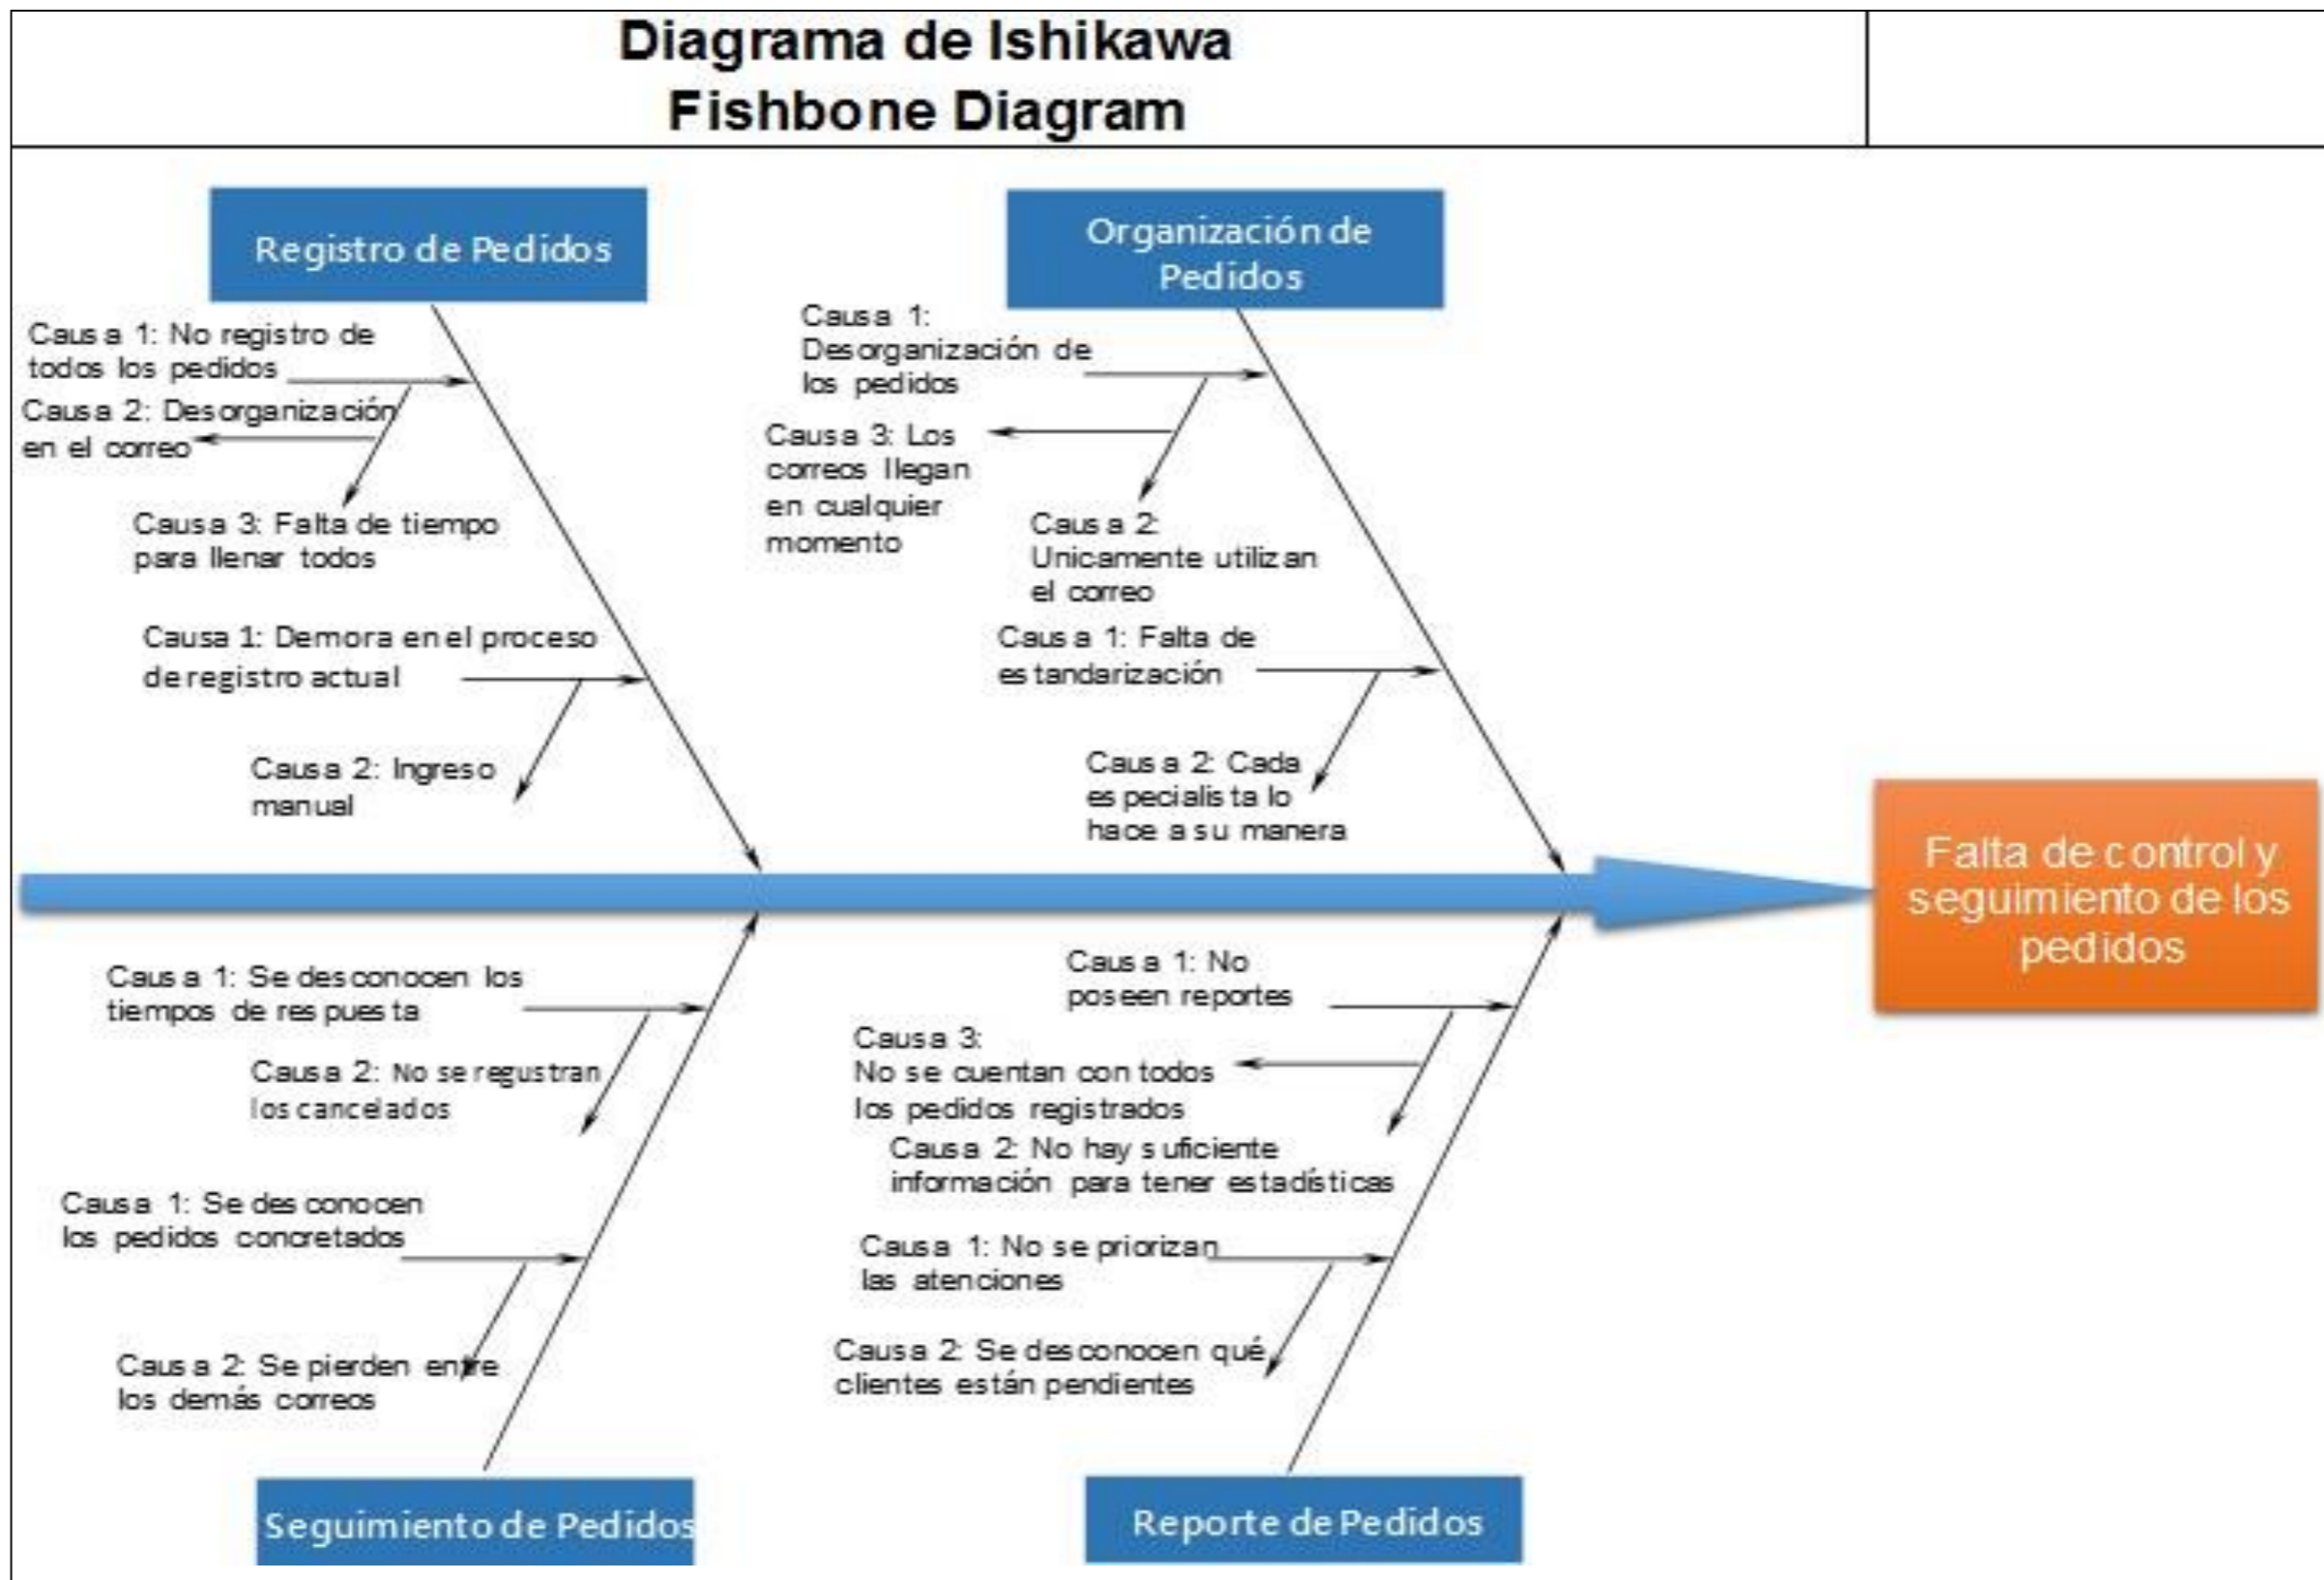 Diagrama de Ishikawa
Fishbone Diagram
Registro de Pedidos
Causa 1: No registro de
todos los pedidos
Causa 2: Desorganización
en el correo
Causa 3: Falta de tiempo
para llenar todos
Causa 1: Demora en el proceso
de registro actual
Causa 2: Ingreso
manual
Organización de
Pedidos
Causa 1:
Desorganización de
los pedidos
Causa 3: Los
correos llegan
en cualquier
momento
Causa 2:
Unicamente utilizan
el correo
Causa 1: Falta de
estandarización
Causa 2: Cada
especialista lo
hace a su manera
Falta de control y
seguimiento de los
pedidos
Causa 1: Se desconocen los
tiempos de respuesta
Causa 2: No se regustran
los cancelados
Causa 1: Se desconocen
los pedidos concretados
Causa 2: Se pierden entre
los demás correos
Seguimiento de Pedidos
Causa 1: No
poseen reportes
Causa 3:
No se cuentan con todos
los pedidos registrados
Causa 2: No hay suficiente
información para tener estadísticas
Causa 1: No se priorizan
las atenciones
Causa 2: Se desconocen qué
clientes están pendientes
Reporte de Pedidos